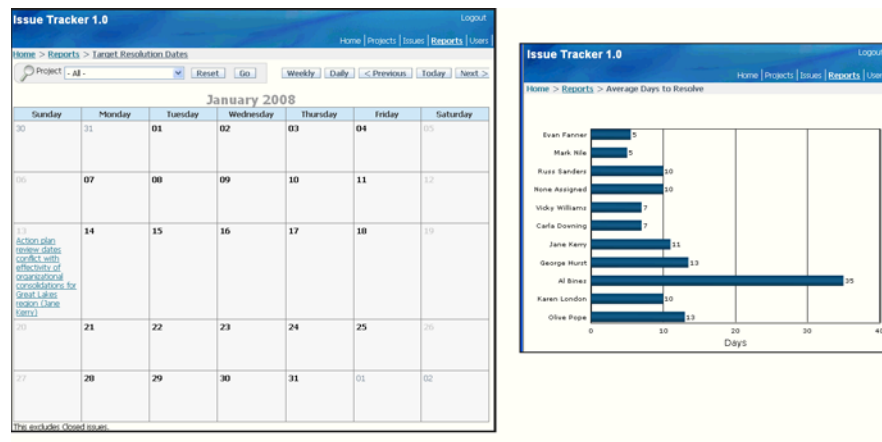 Issue Tracker 1.0
Logout
Home | Projects | Issues | Reports | Users
Home > Reports > Target Resolution Dates
Project - All - Reset Go Weekly Daily < Previous Today Next >
January 2008
Sunday Monday Tuesday Wednesday Thursday Friday Saturday
30 31 01 02 03 04 05
06 07 08 09 10 11 12
13 14 15 16 17 18 19
Action plan
review dates
conflict with
effectivity of
organizational
consolidations for
Great Lakes
region (Jane
Kerry)
20 21 22 23 24 25 26
27 28 29 30 31 01 02
This excludes Closed issues.
Issue Tracker 1.0
Logou
Home | Projects | Issues | Reports | User
Home > Reports > Average Days to Resolve
Evan Fanner 5
Mark Nile 5
Russ Sanders 10
None Assigned 10
Vicky Williams 7
Carla Downing 7
Jane Kerry 11
George Hurst 13
Al Bines 35
Karen London 10
Olive Pope 13
0 10 20 30 40
Days